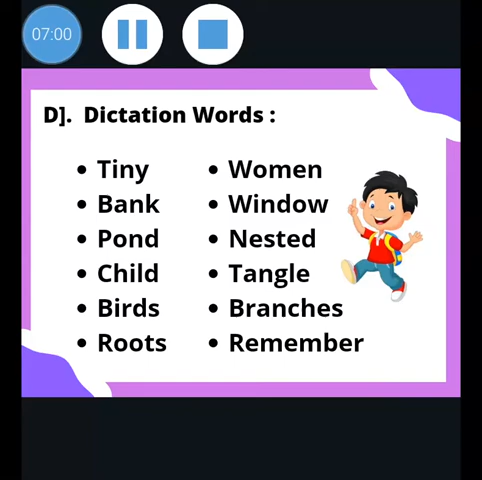 07:00
D]. Dictation Words :
• Tiny
• Bank
• Pond
• Child
• Birds
• Roots
• Women
• Window
• Nested
• Tangle
• Branches
• Remember